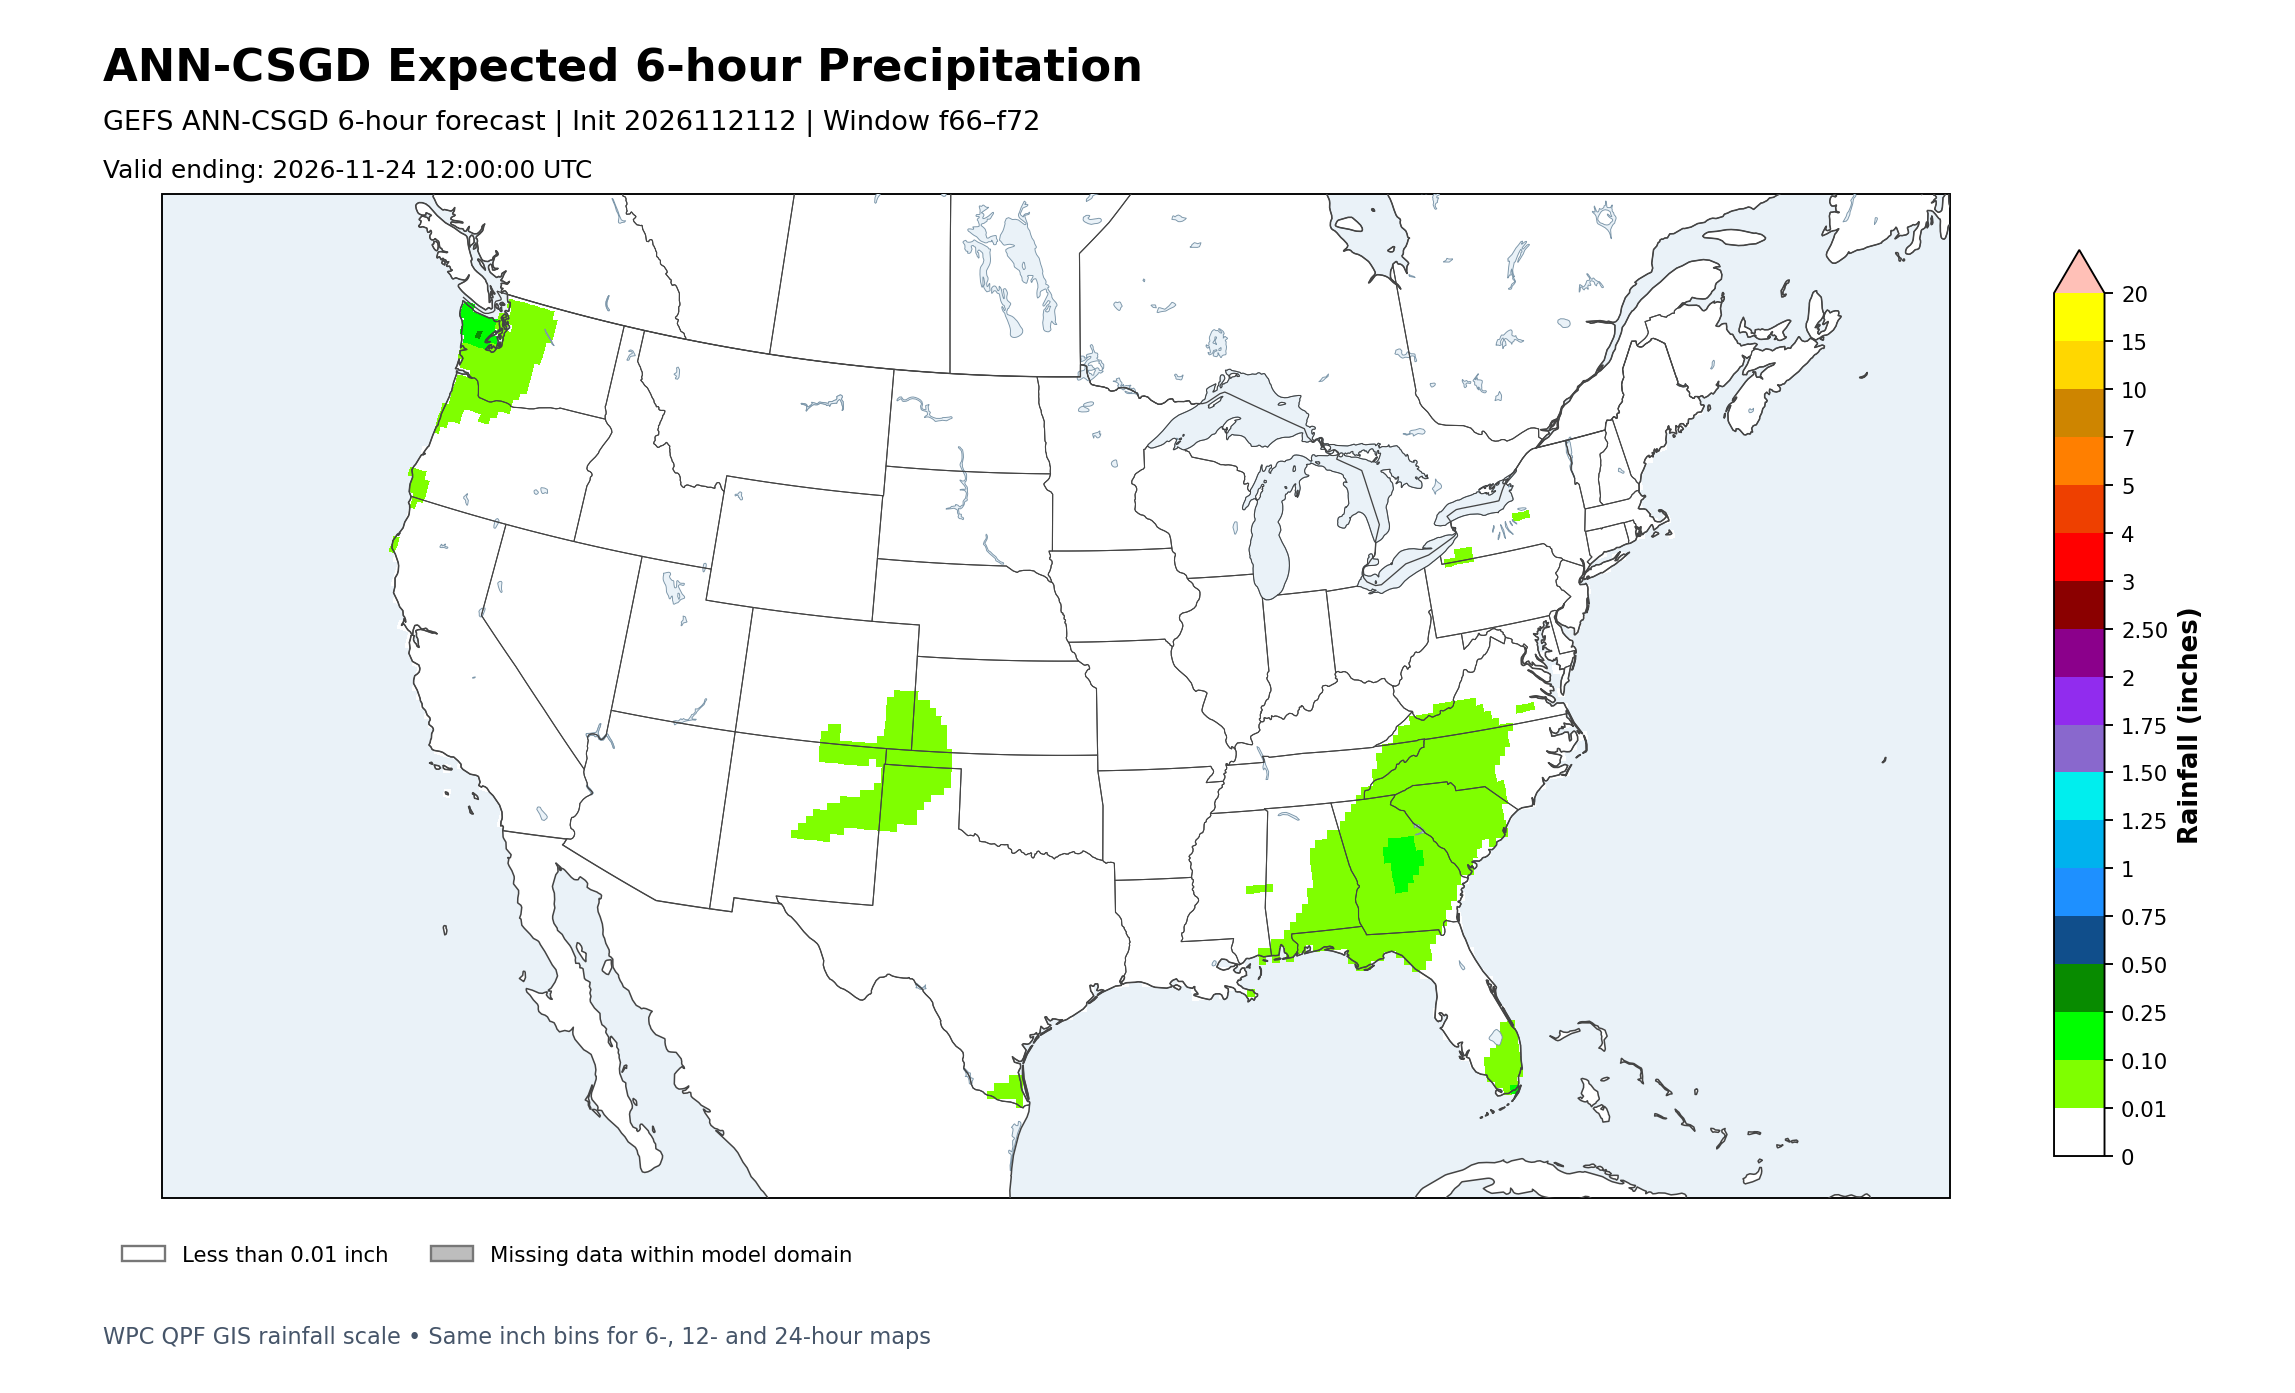 ANN-CSGD Expected 6-hour Precipitation
GEFS ANN-CSGD 6-hour forecast | Init 2026112112 | Window f66–f72
Valid ending: 2026-11-24 12:00:00 UTC
20
15
10
7
5
4
3
2.50
2
1.75
1.50
1.25
1
0.75
0.50
0.25
0.10
0.01
0
Rainfall (inches)
Less than 0.01 inch
Missing data within model domain
WPC QPF GIS rainfall scale • Same inch bins for 6-, 12- and 24-hour maps